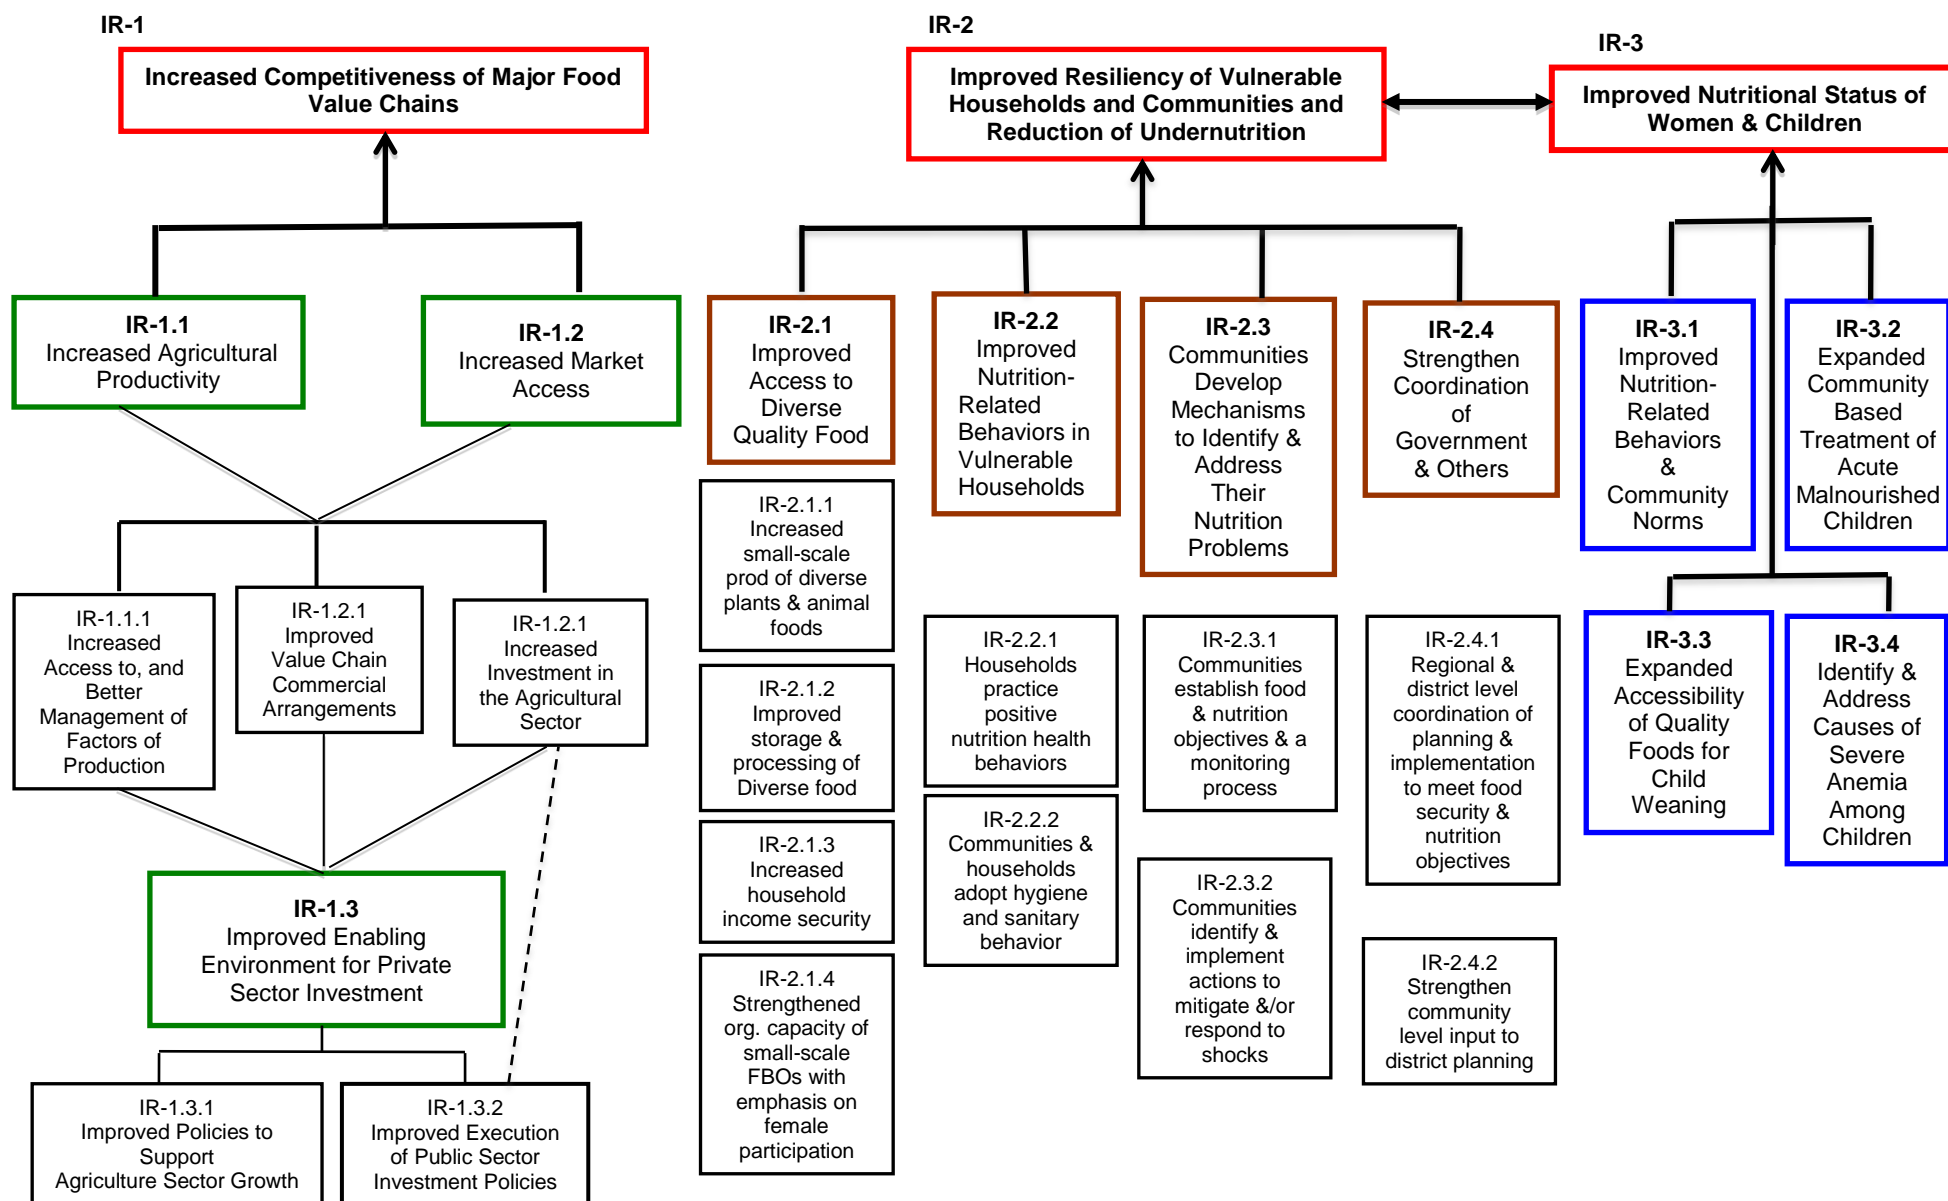 IR-1
Increased Competitiveness of Major Food
Value Chains
IR-1.1
Increased Agricultural
Productivity
IR-1.2
Increased Market
Access
IR-1.1.1
Increased
Access to, and
Better
Management of
Factors of
Production
IR-1.2.1
Improved
Value Chain
Commercial
Arrangements
IR-1.2.1
Increased
Investment in
the Agricultural
Sector
IR-1.3
Improved Enabling
Environment for Private
Sector Investment
IR-1.3.1
Improved Policies to
Support
Agriculture Sector Growth
IR-1.3.2
Improved Execution
of Public Sector
Investment Policies
IR-2
Improved Resiliency of Vulnerable
Households and Communities and
Reduction of Undernutrition
IR-2.1
Improved
Access to
Diverse
Quality Food
IR-2.1.1
Increased
small-scale
prod of diverse
plants & animal
foods
IR-2.1.2
Improved
storage &
processing of
Diverse food
IR-2.1.3
Increased
household
income security
IR-2.1.4
Strengthened
org. capacity of
small-scale
FBOs with
emphasis on
female
participation
IR-2.2
Improved
Nutrition-
Related
Behaviors in
Vulnerable
Households
IR-2.2.1
Households
practice
positive
nutrition health
behaviors
IR-2.2.2
Communities &
households
adopt hygiene
and sanitary
behavior
IR-2.3
Communities
Develop
Mechanisms
to Identify &
Address
Their
Nutrition
Problems
IR-2.3.1
Communities
establish food
& nutrition
objectives & a
monitoring
process
IR-2.3.2
Communities
identify &
implement
actions to
mitigate &/or
respond to
shocks
IR-2.4
Strengthen
Coordination
of
Government
& Others
IR-2.4.1
Regional &
district level
coordination of
planning &
implementation
to meet food
security &
nutrition
objectives
IR-2.4.2
Strengthen
community
level input to
district planning
IR-3
Improved Nutritional Status of
Women & Children
IR-3.1
Improved
Nutrition-
Related
Behaviors
&
Community
Norms
IR-3.2
Expanded
Community
Based
Treatment of
Acute
Malnourished
Children
IR-3.3
Expanded
Accessibility
of Quality
Foods for
Child
Weaning
IR-3.4
Identify &
Address
Causes of
Severe
Anemia
Among
Children